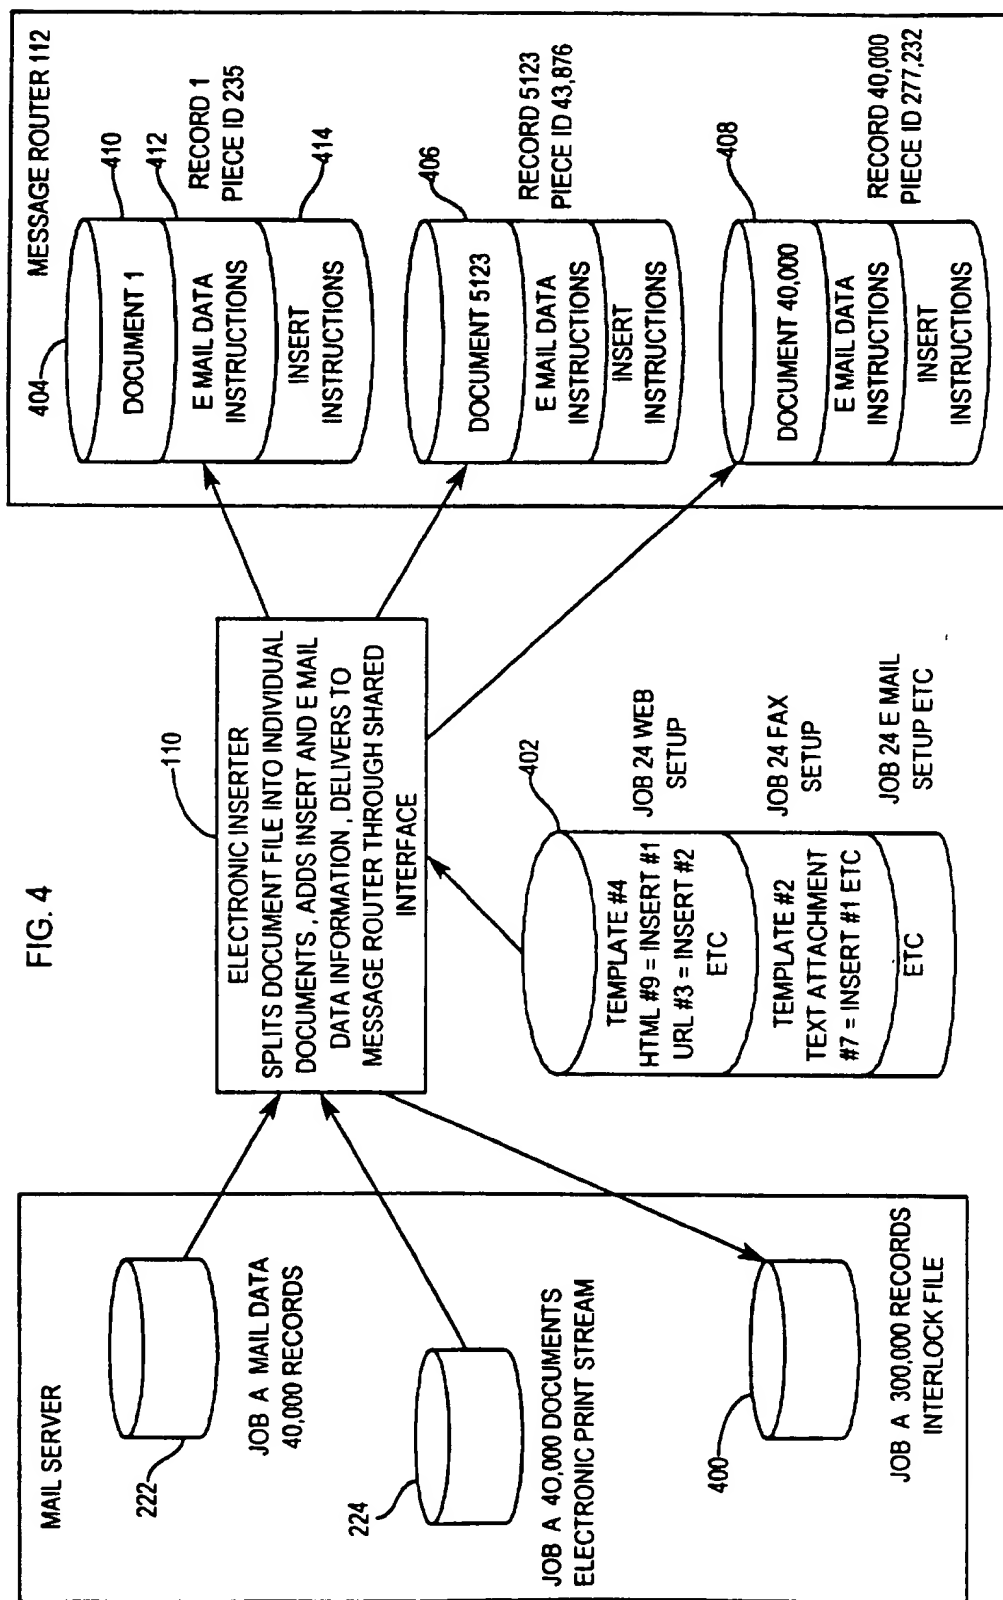 FIG. 4
MAIL SERVER
222
JOB A MAIL DATA
40,000 RECORDS
224
JOB A 40,000 DOCUMENTS
ELECTRONIC PRINT STREAM
400
JOB A 300,000 RECORDS
INTERLOCK FILE
110
ELECTRONIC INSERTER
SPLITS DOCUMENT FILE INTO INDIVIDUAL
DOCUMENTS , ADDS INSERT AND E MAIL
DATA INFORMATION , DELIVERS TO
MESSAGE ROUTER THROUGH SHARED
INTERFACE
402
TEMPLATE #4
HTML #9 = INSERT #1
URL #3 = INSERT #2
ETC
JOB 24 WEB
SETUP
TEMPLATE #2
TEXT ATTACHMENT
#7 = INSERT #1 ETC
JOB 24 FAX
SETUP
ETC
JOB 24 E MAIL
SETUP ETC
MESSAGE ROUTER 112
404
410
DOCUMENT 1
412
E MAIL DATA
INSTRUCTIONS
RECORD 1
PIECE ID 235
INSERT
INSTRUCTIONS
414
406
DOCUMENT 5123
E MAIL DATA
INSTRUCTIONS
INSERT
INSTRUCTIONS
RECORD 5123
PIECE ID 43,876
408
DOCUMENT 40,000
E MAIL DATA
INSTRUCTIONS
INSERT
INSTRUCTIONS
RECORD 40,000
PIECE ID 277,232